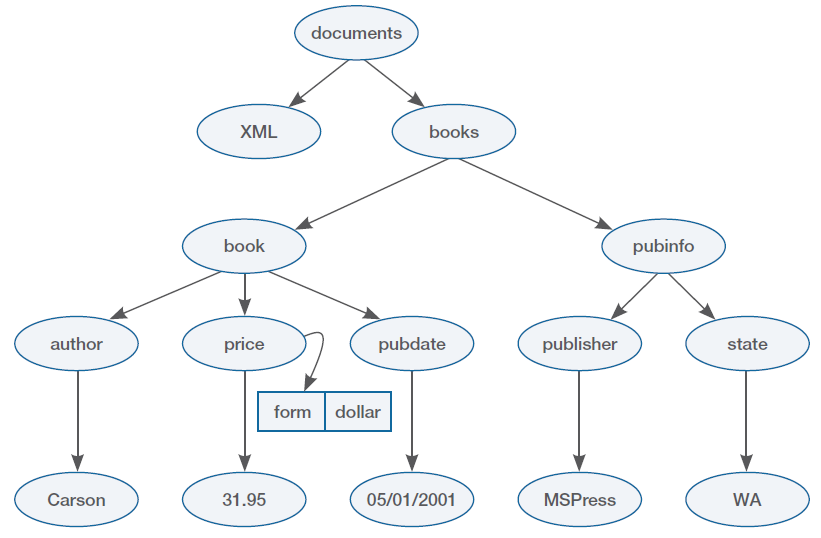 documents
XML
books
book
pubinfo
author
price
pubdate
publisher
state
form dollar
Carson
31.95
05/01/2001
MSPress
WA